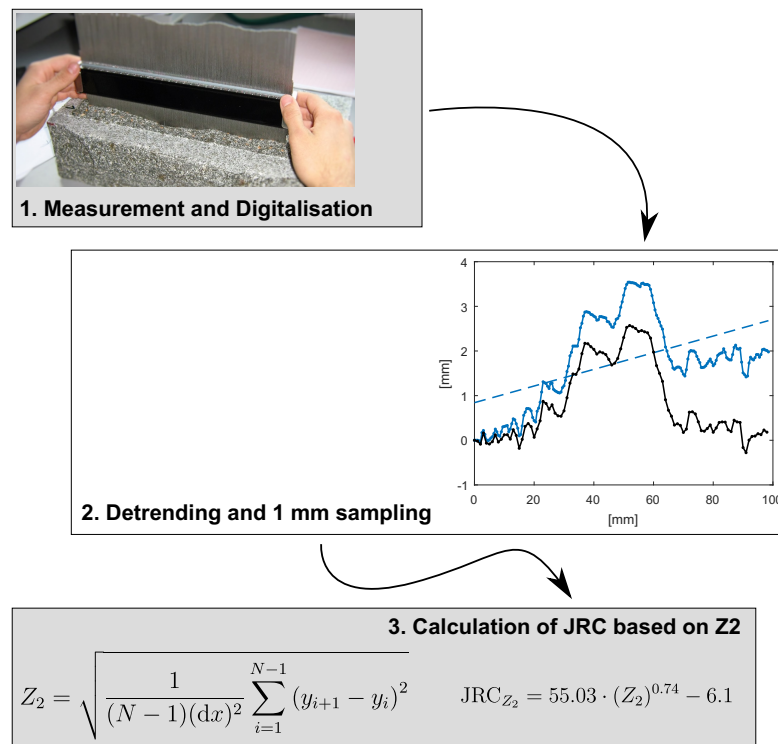 1. Measurement and Digitalisation
4
3
2
1
0
-1
[mm]
0 20 40 60 80 100
[mm]
2. Detrending and 1 mm sampling
3. Calculation of JRC based on Z2
Z₂ = √(1/((N − 1)(dx)²) ∑_{i=1}^{N−1} (y_{i+1} − y_i)²)
JRC_{Z₂} = 55.03 · (Z₂)^{0.74} − 6.1